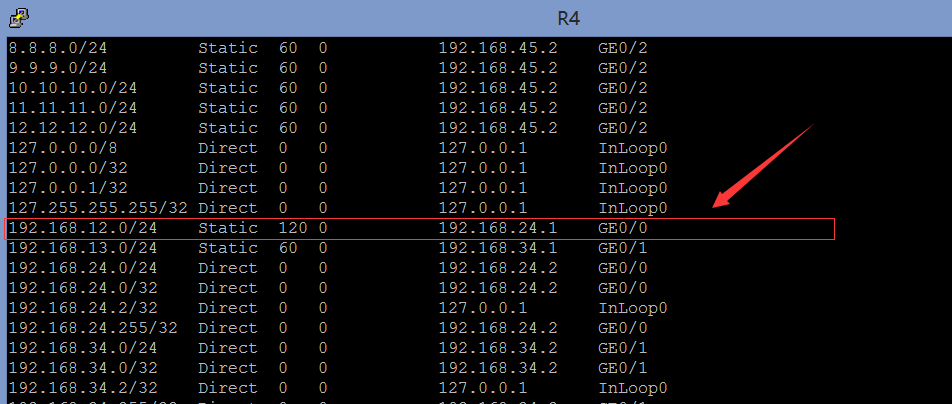 R4
8.8.8.0/24 Static 60 0 192.168.45.2 GE0/2
9.9.9.0/24 Static 60 0 192.168.45.2 GE0/2
10.10.10.0/24 Static 60 0 192.168.45.2 GE0/2
11.11.11.0/24 Static 60 0 192.168.45.2 GE0/2
12.12.12.0/24 Static 60 0 192.168.45.2 GE0/2
127.0.0.0/8 Direct 0 0 127.0.0.1 InLoop0
127.0.0.0/32 Direct 0 0 127.0.0.1 InLoop0
127.0.0.1/32 Direct 0 0 127.0.0.1 InLoop0
127.255.255.255/32 Direct 0 0 127.0.0.1 InLoop0
192.168.12.0/24 Static 120 0 192.168.24.1 GE0/0
192.168.13.0/24 Static 60 0 192.168.34.1 GE0/1
192.168.24.0/24 Direct 0 0 192.168.24.2 GE0/0
192.168.24.0/32 Direct 0 0 192.168.24.2 GE0/0
192.168.24.2/32 Direct 0 0 127.0.0.1 InLoop0
192.168.24.255/32 Direct 0 0 192.168.24.2 GE0/0
192.168.34.0/24 Direct 0 0 192.168.34.2 GE0/1
192.168.34.0/32 Direct 0 0 192.168.34.2 GE0/1
192.168.34.2/32 Direct 0 0 127.0.0.1 InLoop0